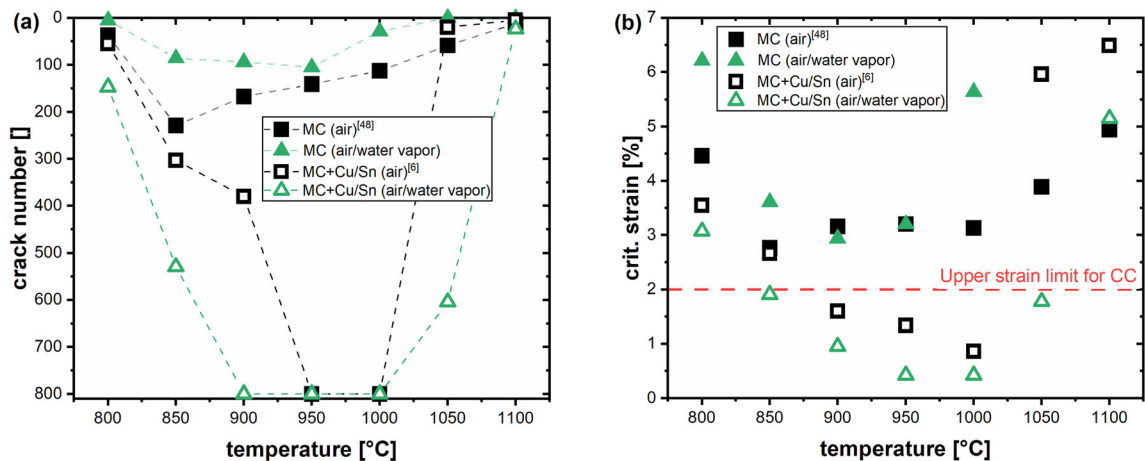 (a)
0
100
200
300
400
500
600
700
800
crack number []
800 850 900 950 1000 1050 1100
temperature [°C]
MC (air)[48]
MC (air/water vapor)
MC+Cu/Sn (air)[6]
MC+Cu/Sn (air/water vapor)
(b)
7
6
5
4
3
2
1
0
crit. strain [%]
800 850 900 950 1000 1050 1100
temperature [°C]
MC (air)[48]
MC (air/water vapor)
MC+Cu/Sn (air)[6]
MC+Cu/Sn (air/water vapor)
Upper strain limit for CC